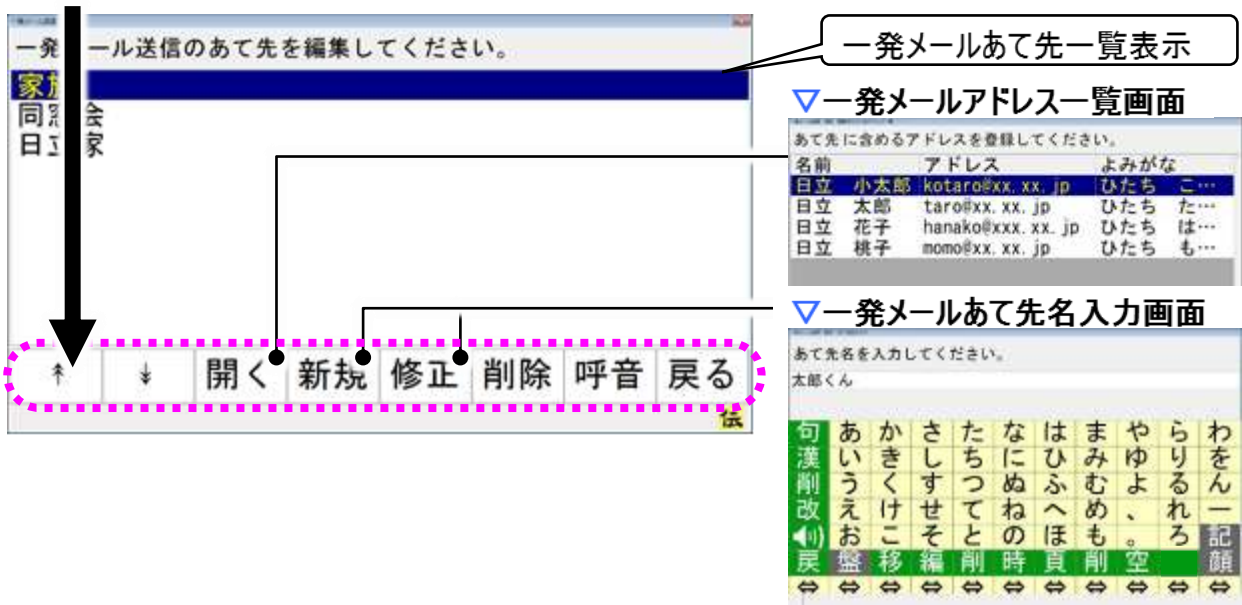 一発 ール送信のあて先を編集してください。
家族
同窓会
日立家
↟ ↡ 開く 新規 修正 削除 呼音 戻る
伝
一発メールあて先一覧表示
▽一発メールアドレス一覧画面
あて先に含めるアドレスを登録してください。
名前 アドレス よみがな
日立 小太郎 kotaro@xx.xx.jp ひたち こ…
日立 太郎 taro@xx.xx.jp ひたち た…
日立 花子 hanako@xxx.xx.jp ひたち は…
日立 桃子 momo@xx.xx.jp ひたち も…
▽一発メールあて先名入力画面
あて先名を入力してください。
太郎くん
句 あ か さ た な は ま や ら わ
漢 い き し ち に ひ み ゆ り を
削 う く す つ ぬ ふ む よ る ん
改 え け せ て ね へ め 、 れ ー
お こ そ と の ほ も 。 ろ 記
戻 盤 移 編 削 時 頁 削 空 顔
⇔ ⇔ ⇔ ⇔ ⇔ ⇔ ⇔ ⇔ ⇔ ⇔ ⇔